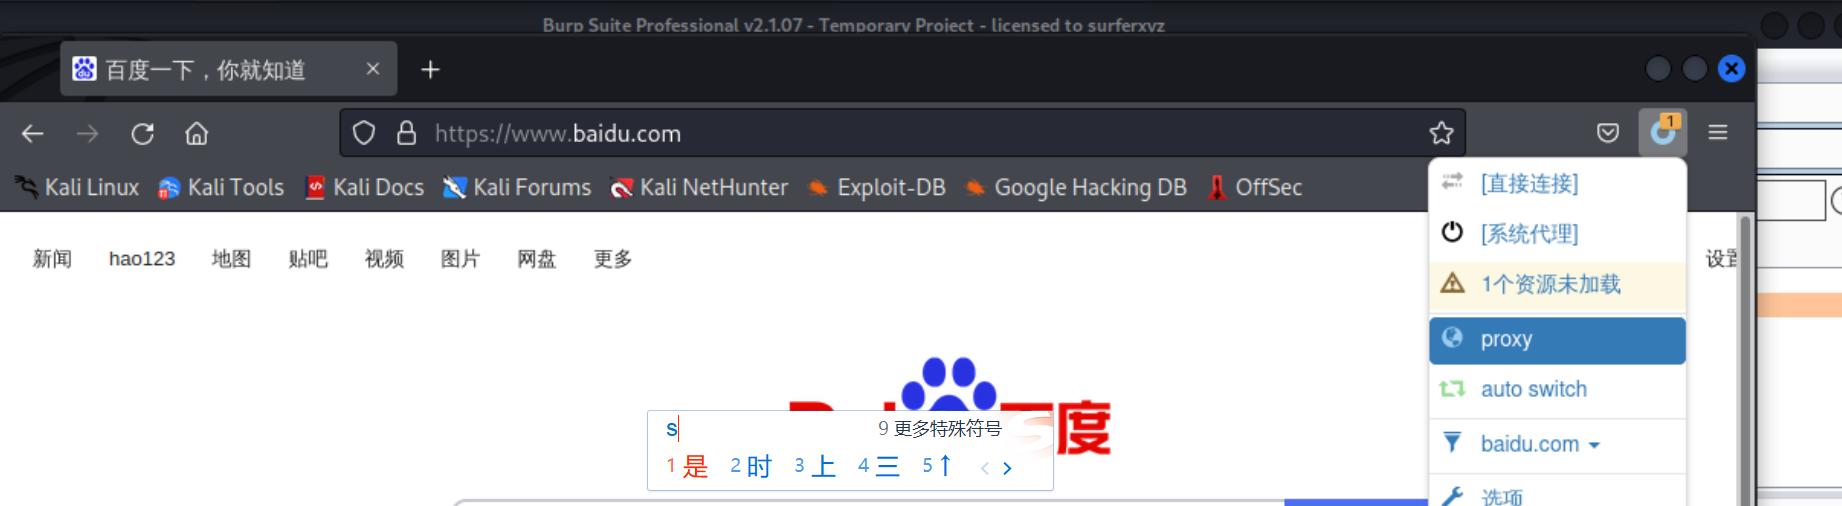 Burp Suite Professional v2.1.07 - Temporary Project - licensed to surferxyz
百度一下，你就知道
https://www.baidu.com
1
Kali Linux Kali Tools Kali Docs Kali Forums Kali NetHunter Exploit-DB Google Hacking DB OffSec
[直接连接]
[系统代理]
1个资源未加载
proxy
auto switch
baidu.com
选项
新闻 hao123 地图 贴吧 视频 图片 网盘 更多 设置
百度
s 9 更多特殊符号
1 是 2 时 3 上 4 三 5 ↑